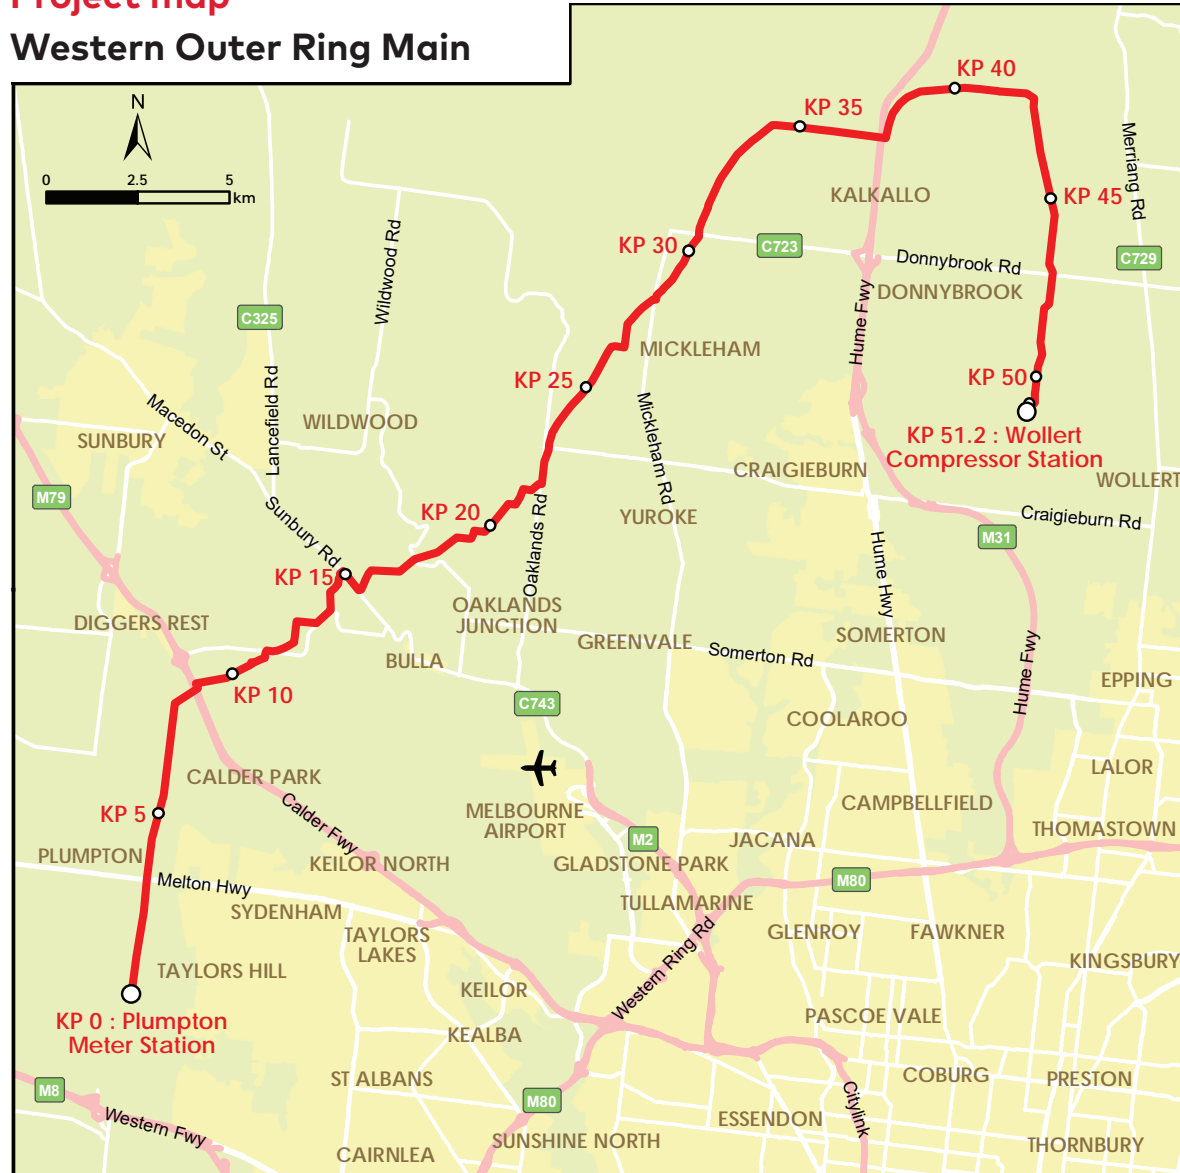 Project map
Western Outer Ring Main
N
0 2.5 5
km
KP 40
KP 35
Merriang Rd
KALKALLO
KP 45
Wildwood Rd
KP 30
C723
Donnybrook Rd
C729
DONNYBROOK
Hume Fwy
C325
MICKLEHAM
KP 25
KP 50
Lancefield Rd
Macedon St
WILDWOOD
Mickleham Rd
KP 51.2 : Wollert
Compressor Station
SUNBURY
CRAIGIEBURN
WOLLERT
M79
Sunbury Rd
KP 20
Oaklands Rd
YUROKE
Craigieburn Rd
M31
Hume Hwy
KP 15
OAKLANDS
JUNCTION
DIGGERS REST
GREENVALE
SOMERTON
Somerton Rd
BULLA
Hume Fwy
KP 10
EPPING
C743
COOLAROO
CALDER PARK
LALOR
Calder Fwy
KP 5
MELBOURNE
AIRPORT
CAMPBELLFIELD
THOMASTOWN
M2
JACANA
PLUMPTON
KEILOR NORTH
GLADSTONE PARK
Melton Hwy
M80
TULLAMARINE
SYDENHAM
TAYLORS
LAKES
GLENROY
FAWKNER
Western Ring Rd
KINGSBURY
TAYLORS HILL
KEILOR
KP 0 : Plumpton
Meter Station
PASCOE VALE
KEALBA
ST ALBANS
COBURG
PRESTON
M8
M80
Citylink
Western Fwy
ESSENDON
SUNSHINE NORTH
THORNBURY
CAIRNLEA